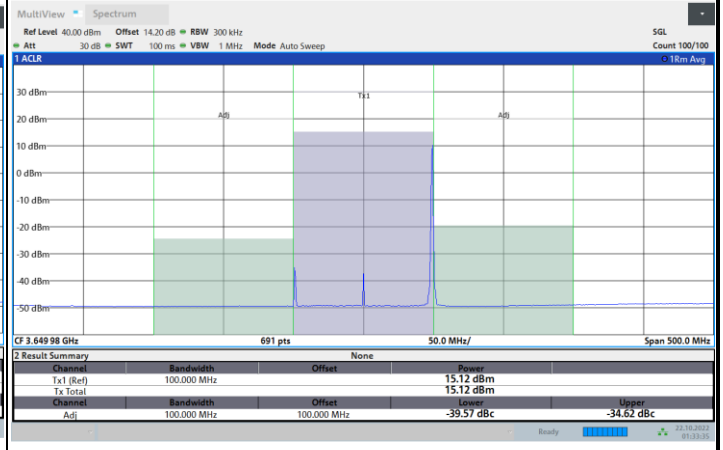 MultiView Spectrum
Ref Level 40.00 dBm Offset 14.20 dB RBW 300 kHz SGL
Att 30 dB SWT 100 ms VBW 1 MHz Mode Auto Sweep Count 100/100
1 ACLR 1Rm Avg
30 dBm
Tx1
20 dBm
Adj Adj
10 dBm
0 dBm
-10 dBm
-20 dBm
-30 dBm
-40 dBm
-50 dBm
CF 3.649 98 GHz 691 pts 50.0 MHz/ Span 500.0 MHz
2 Result Summary None
Channel Bandwidth Offset Power
Tx1 (Ref) 100.000 MHz 15.12 dBm
Tx Total 15.12 dBm
Channel Bandwidth Offset Lower Upper
Adj 100.000 MHz 100.000 MHz -39.57 dBc -34.62 dBc
Ready 22.10.2022
01:33:35